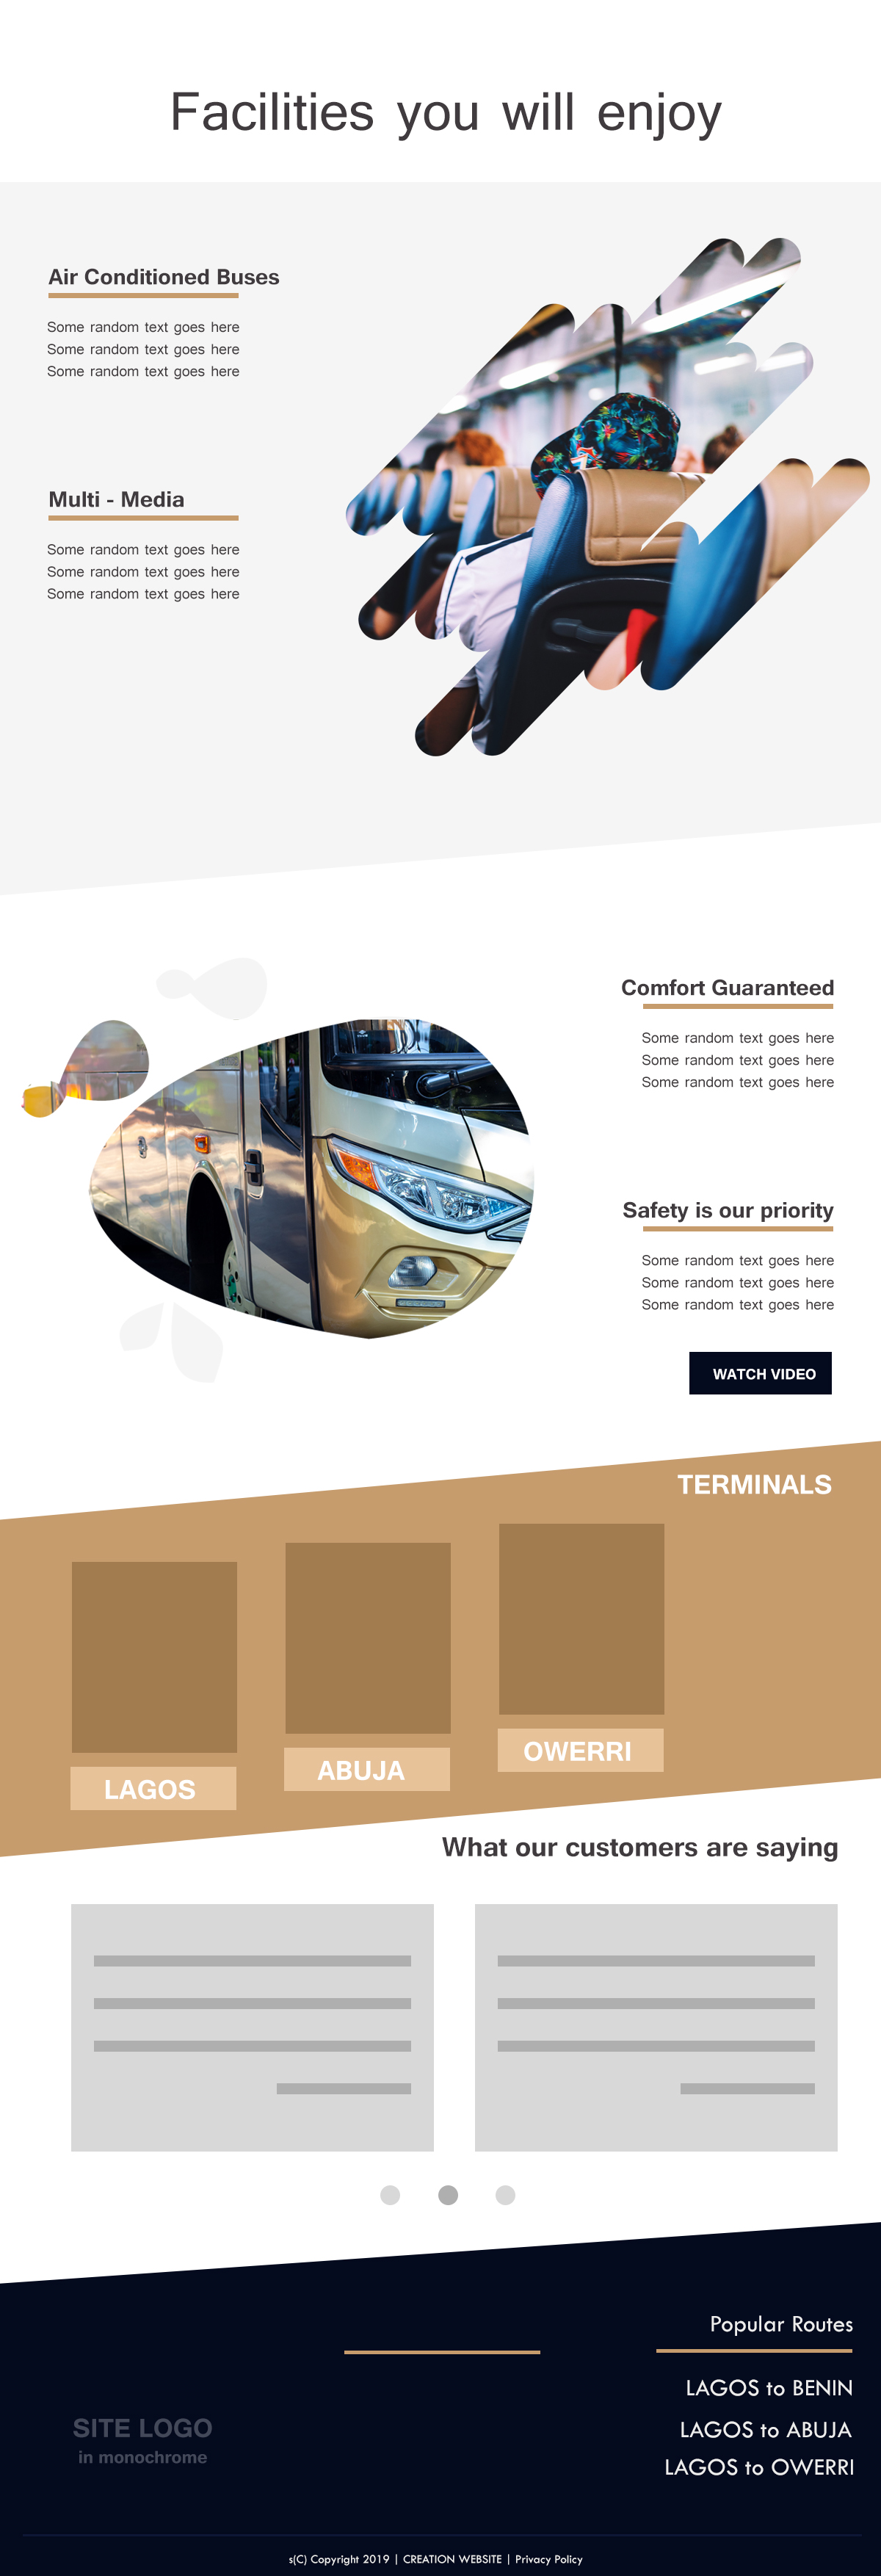 Facilities you will enjoy
Air Conditioned Buses
Some random text goes here
Some random text goes here
Some random text goes here
Multi - Media
Some random text goes here
Some random text goes here
Some random text goes here
Comfort Guaranteed
Some random text goes here
Some random text goes here
Some random text goes here
Safety is our priority
Some random text goes here
Some random text goes here
Some random text goes here
WATCH VIDEO
TERMINALS
LAGOS
ABUJA
OWERRI
What our customers are saying
Popular Routes
LAGOS to BENIN
LAGOS to ABUJA
LAGOS to OWERRI
SITE LOGO
in monochrome
s(C) Copyright 2019 | CREATION WEBSITE | Privacy Policy